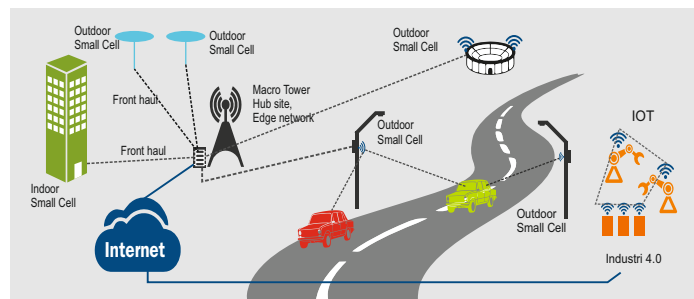 Outdoor
Small Cell
Outdoor
Small Cell
Outdoor
Small Cell
Front haul
Macro Tower
Hub site,
Edge network
IOT
Outdoor
Small Cell
Front haul
Indoor
Small Cell
Outdoor
Small Cell
Internet
Industri 4.0